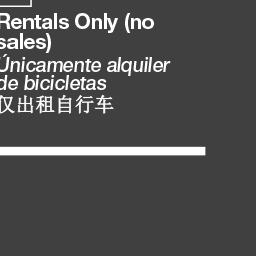 Rentals Only (no
sales)
Únicamente alquiler
de bicicletas
仅出租自行车